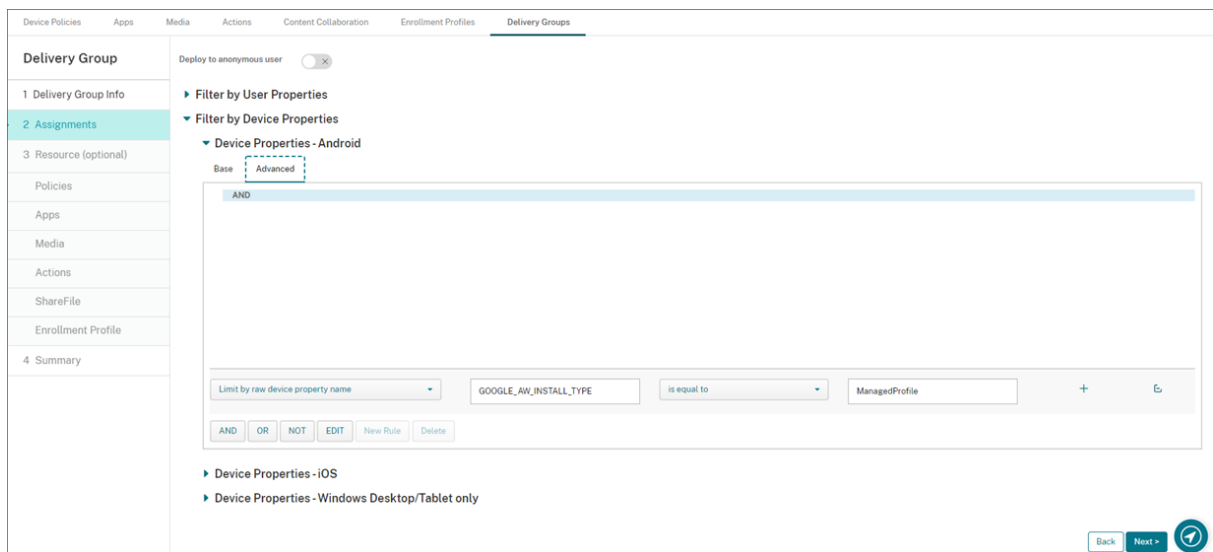 Device Policies Apps Media Actions Content Collaboration Enrollment Profiles Delivery Groups
Delivery Group
1 Delivery Group Info
2 Assignments
3 Resource (optional)
Policies
Apps
Media
Actions
ShareFile
Enrollment Profile
4 Summary
Deploy to anonymous user
Filter by User Properties
Filter by Device Properties
Device Properties - Android
Base Advanced
AND
Limit by raw device property name GOOGLE_AW_INSTALL_TYPE is equal to ManagedProfile
AND OR NOT EDIT New Rule Delete
Device Properties - iOS
Device Properties - Windows Desktop/Tablet only
Back Next >